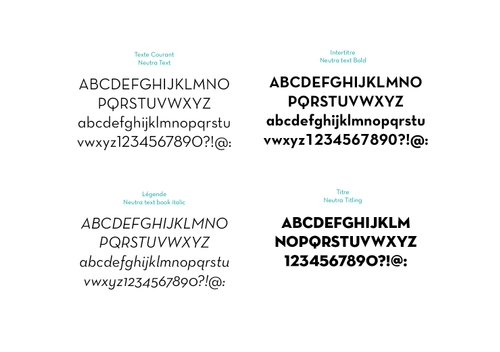 Texte Courant
Neutra Text
ABCDEFGHIJKLMNO
PQRSTUVWXYZ
abcdefghijklmnopqrstu
vwxyz1234567890?!@:
Intertitre
Neutra text Bold
ABCDEFGHIJKLMNO
PQRSTUVWXYZ
abcdefghijklmnopqrstu
vwxyz1234567890?!@:
Légende
Neutra text book italic
ABCDEFGHIJKLMNO
PQRSTUVWXYZ
abcdefghijklmnopqrstu
vwxyz1234567890?!@:
Titre
Neutra Titling
ABCDEFGHIJKLM
NOPQRSTUVWXYZ
1234567890?!@: